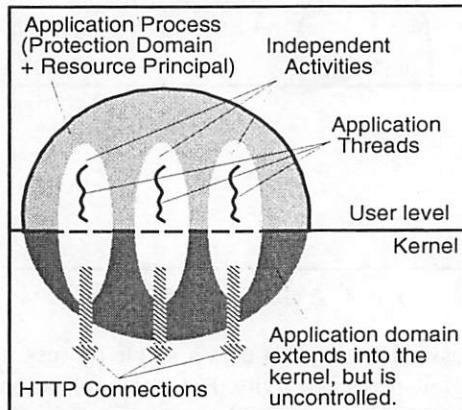 Application Process
(Protection Domain
+ Resource Principal)
Independent
Activities
Application
Threads
User level
Kernel
Application domain
extends into the
kernel, but is
uncontrolled.
HTTP Connections